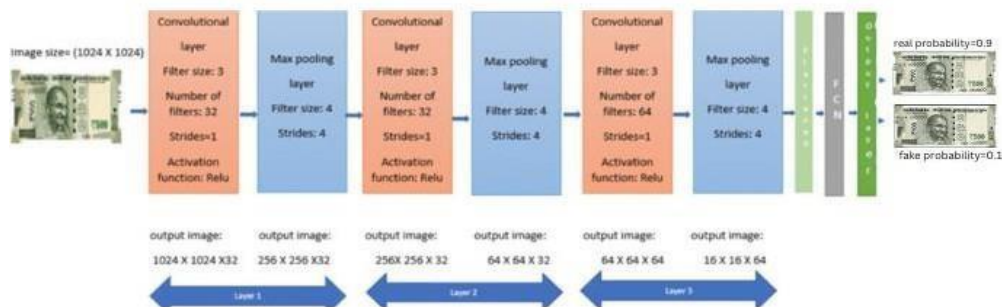 Image size= (1024 X 1024)
Convolutional
layer
Filter size: 3
Number of
filters: 32
Strides=1
Activation
function: Relu
Max pooling
layer
Filter size: 4
Strides: 4
Convolutional
layer
Filter size: 3
Number of
filters: 32
Strides=1
Activation
function: Relu
Max pooling
layer
Filter size: 4
Strides: 4
Convolutional
layer
Filter size: 3
Number of
filters: 64
Strides=1
Activation
function: Relu
Max pooling
layer
Filter size: 4
Strides: 4
FCN
output layer
real probability=0.9
fake probability=0.1
output image:
1024 X 1024 X32
output image:
256 X 256 X32
output image:
256X 256 X 32
output image:
64 X 64 X 32
output image:
64 X 64 X 64
output image:
16 X 16 X 64
Layer 1
Layer 2
Layer 3